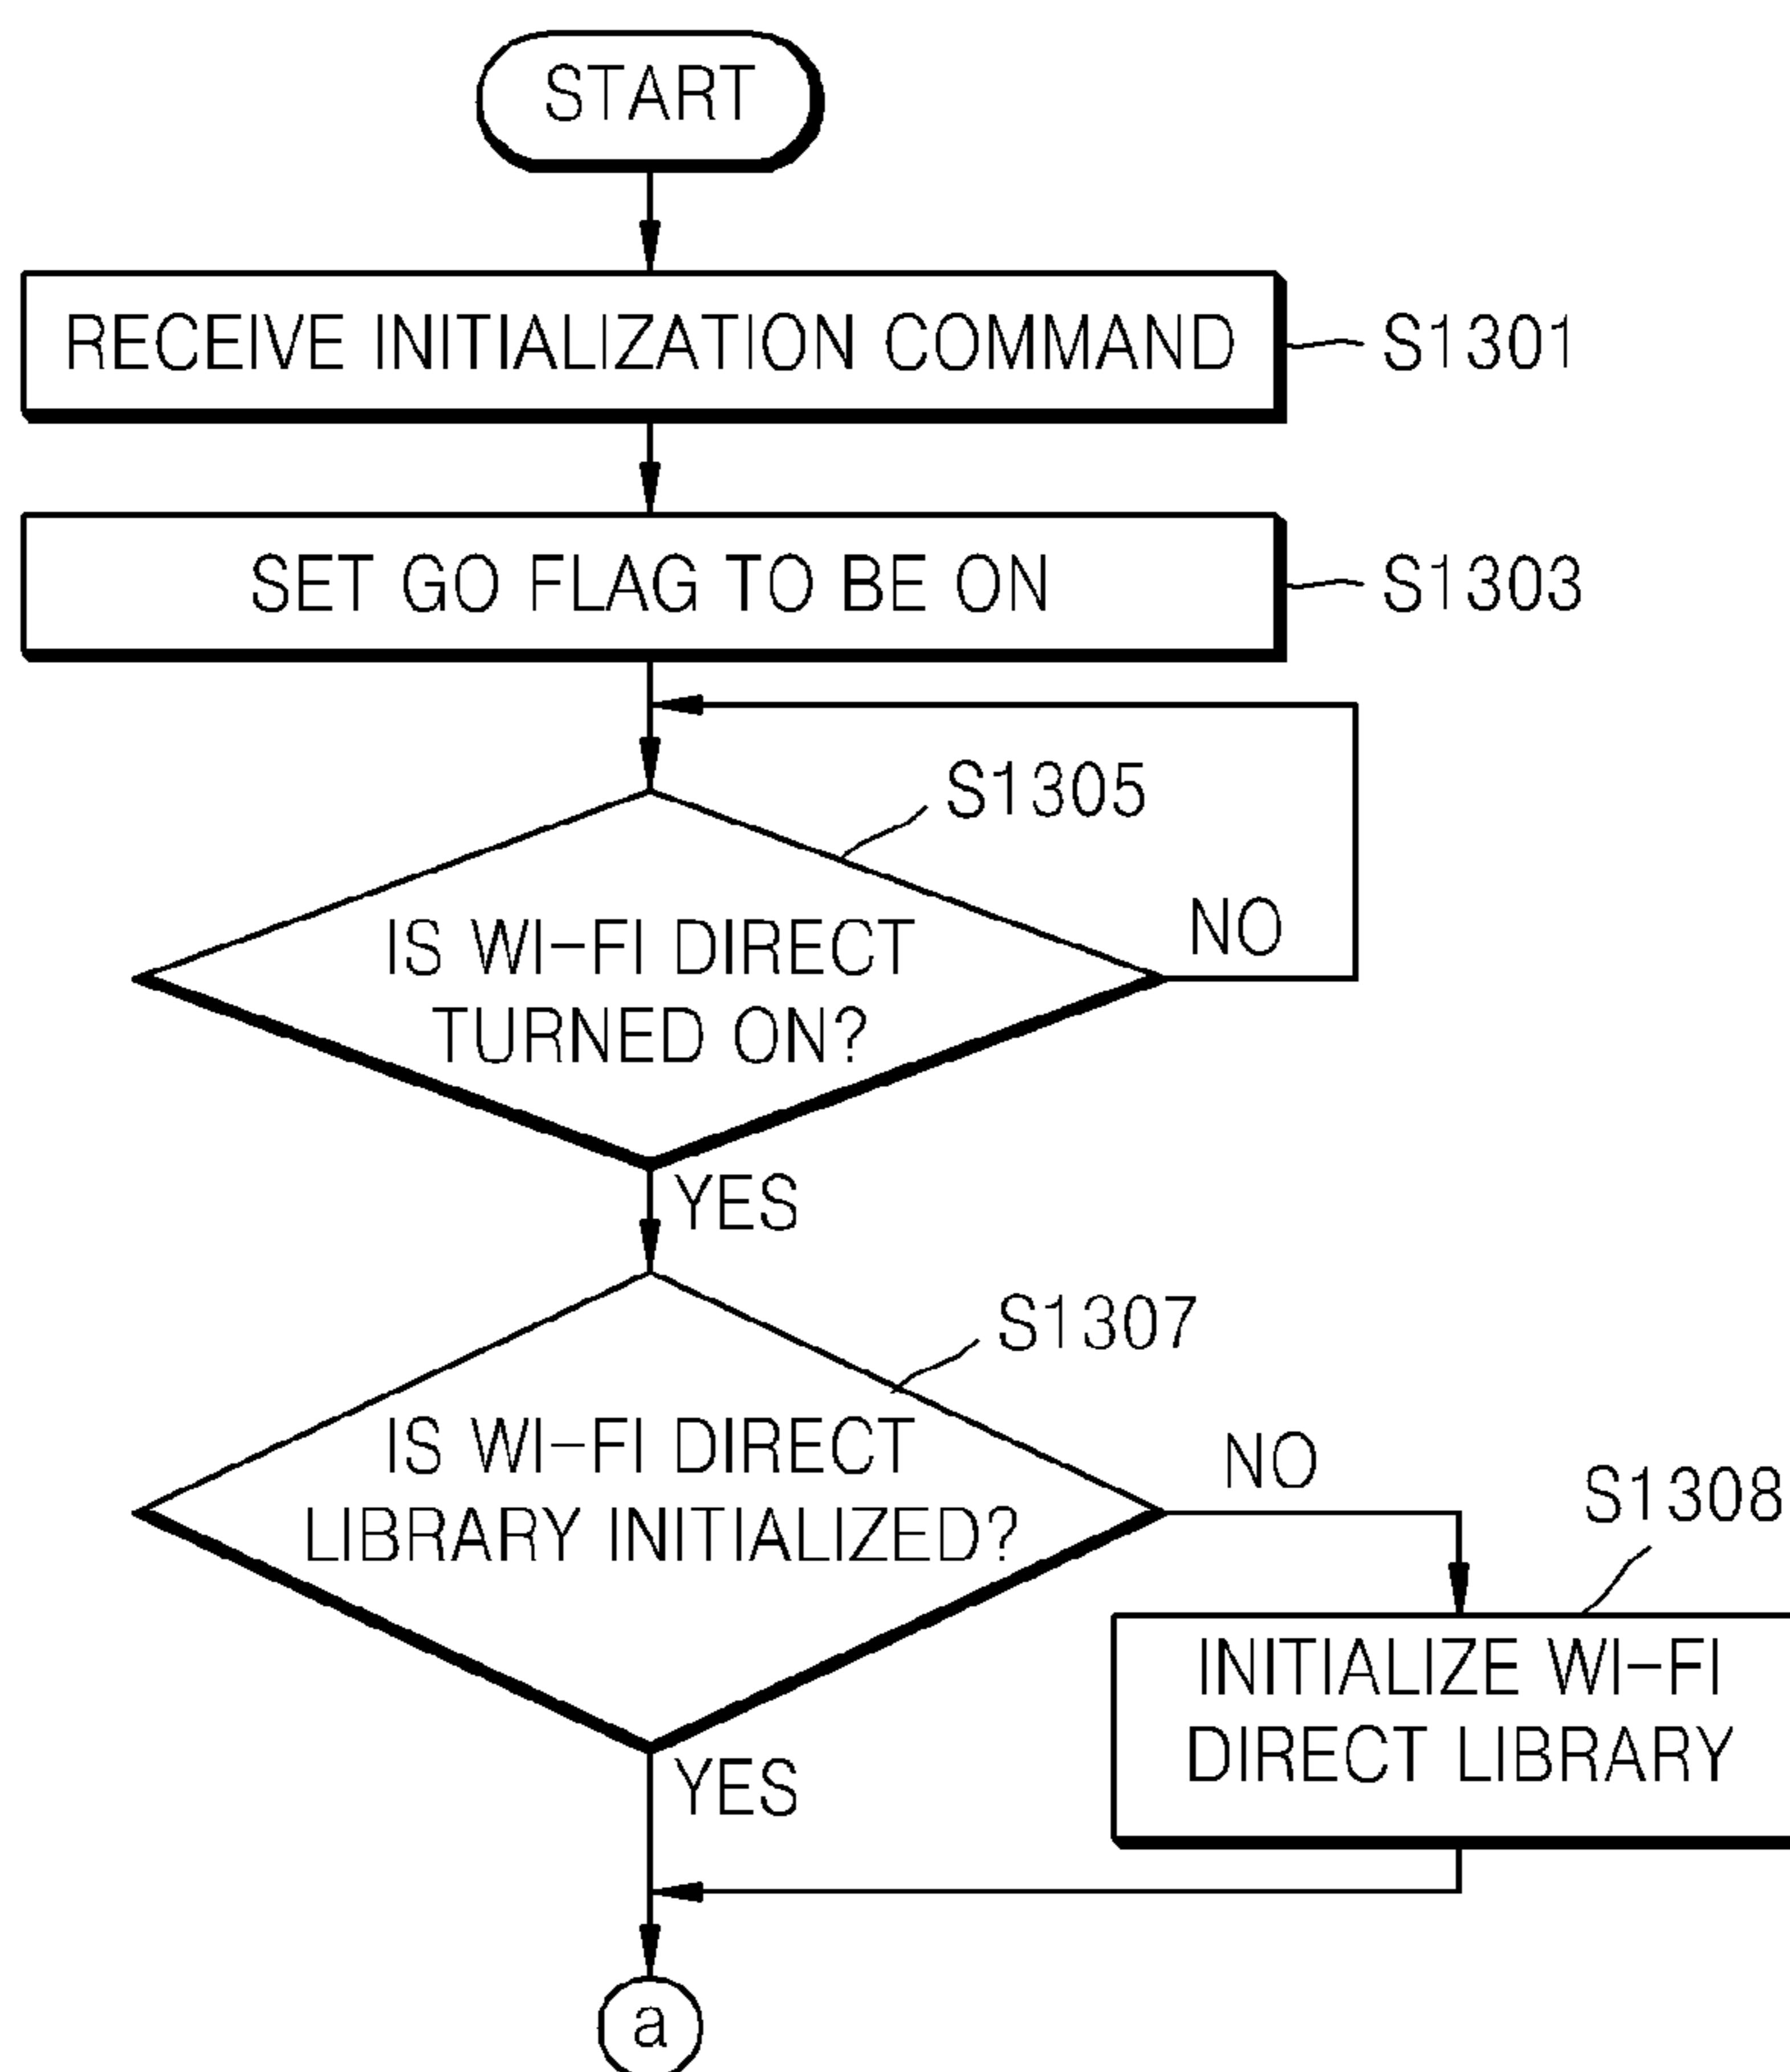 START
RECEIVE INITIALIZATION COMMAND
S1301
SET GO FLAG TO BE ON
S1303
S1305
IS WI-FI DIRECT
TURNED ON?
NO
YES
S1307
IS WI-FI DIRECT
LIBRARY INITIALIZED?
NO
S1308
INITIALIZE WI-FI
DIRECT LIBRARY
YES
a